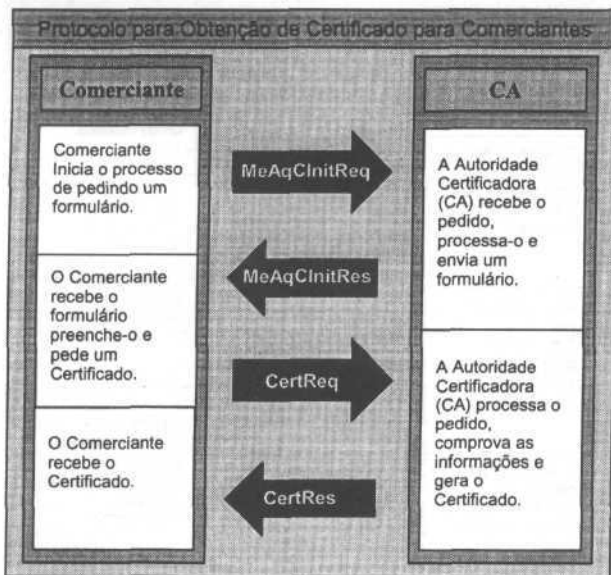 Protocolo para Obtenção de Certificado para Comerciantes
Comerciante
Comerciante
Inicia o processo
de pedindo um
formulário.
O Comerciante
recebe o
formulário
preenche-o e
pede um
Certificado.
O Comerciante
recebe o
Certificado.
MeAqCInitReq
MeAqCInitRes
CertReq
CertRes
CA
A Autoridade
Certificadora
(CA) recebe o
pedido,
processa-o e
envia um
formulário.
A Autoridade
Certificadora
(CA) processa o
pedido,
comprova as
informações e
gera o
Certificado.